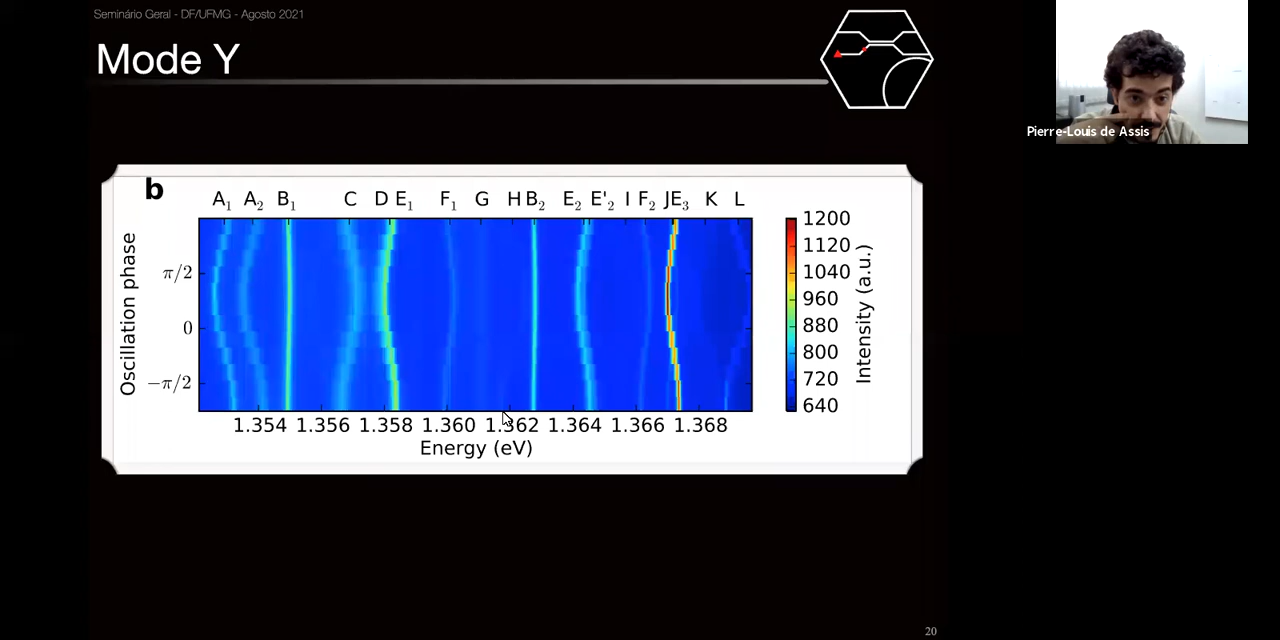 Seminário Geral - DF/UFMG - Agosto 2021
Mode Y
Pierre-Louis de Assis
b
A₁ A₂ B₁ C D E₁ F₁ G H B₂ E₂ E'₂ I F₂ J E₃ K L
Oscillation phase
π/2
0
−π/2
1.354 1.356 1.358 1.360 1.362 1.364 1.366 1.368
Energy (eV)
1200
1120
1040
960
880
800
720
640
Intensity (a.u.)
20